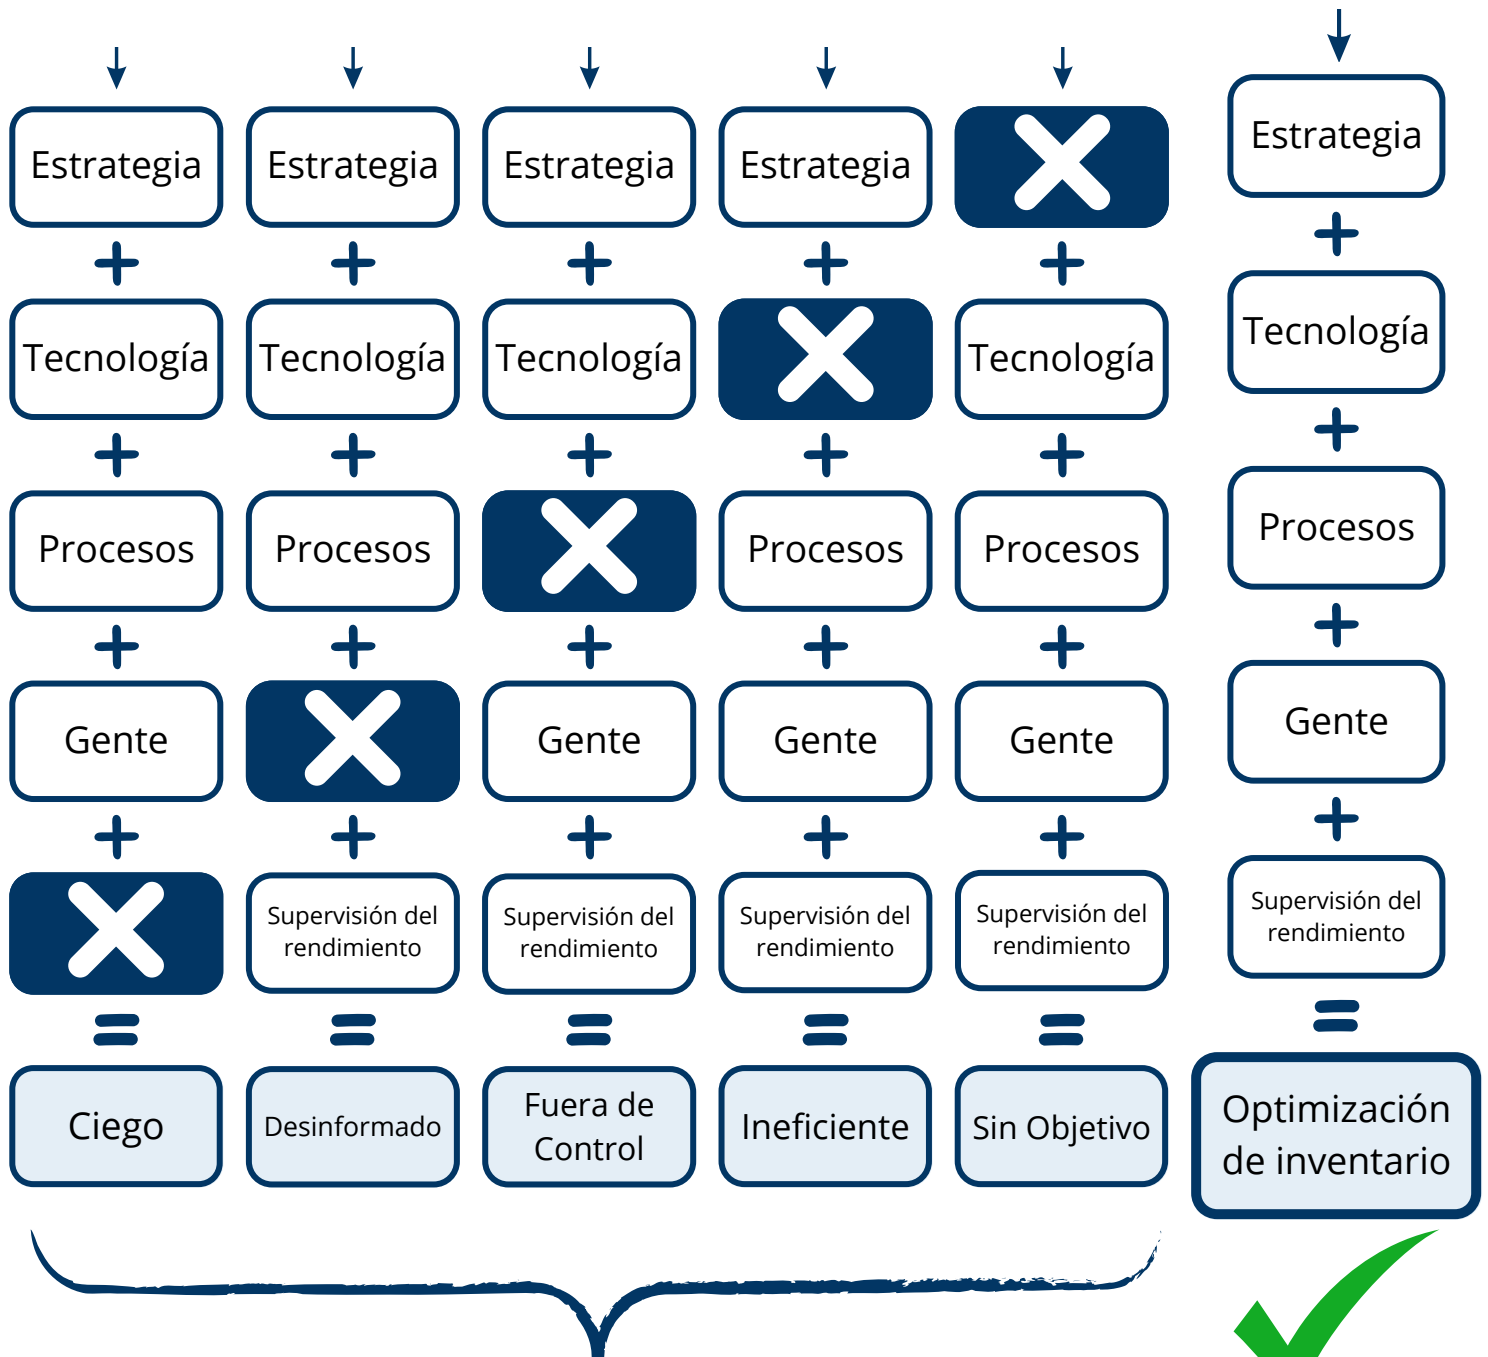 Estrategia
Tecnología
Procesos
Gente
Ciego
Estrategia
Tecnología
Procesos
Supervisión del
rendimiento
Desinformado
Estrategia
Tecnología
Gente
Supervisión del
rendimiento
Fuera de
Control
Estrategia
Procesos
Gente
Supervisión del
rendimiento
Ineficiente
Tecnología
Procesos
Gente
Supervisión del
rendimiento
Sin Objetivo
Estrategia
Tecnología
Procesos
Gente
Supervisión del
rendimiento
Optimización
de inventario